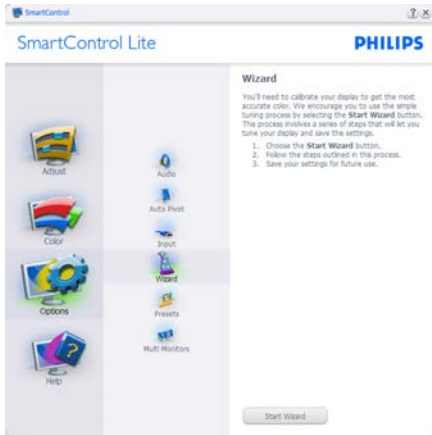 SmartControl
SmartControl Lite
PHILIPS
Adjust
Color
Options
Help
Audio
Auto Pivot
Input
Wizard
Presets
Multi Monitors
Wizard
You'll need to calibrate your display to get the most
accurate color. We encourage you to use the simple
tuning process by selecting the Start Wizard button.
This process involves a series of steps that will let you
tune your display and save the settings.
1. Choose the Start Wizard button.
2. Follow the steps outlined in this process.
3. Save your settings for future use.
Start Wizard